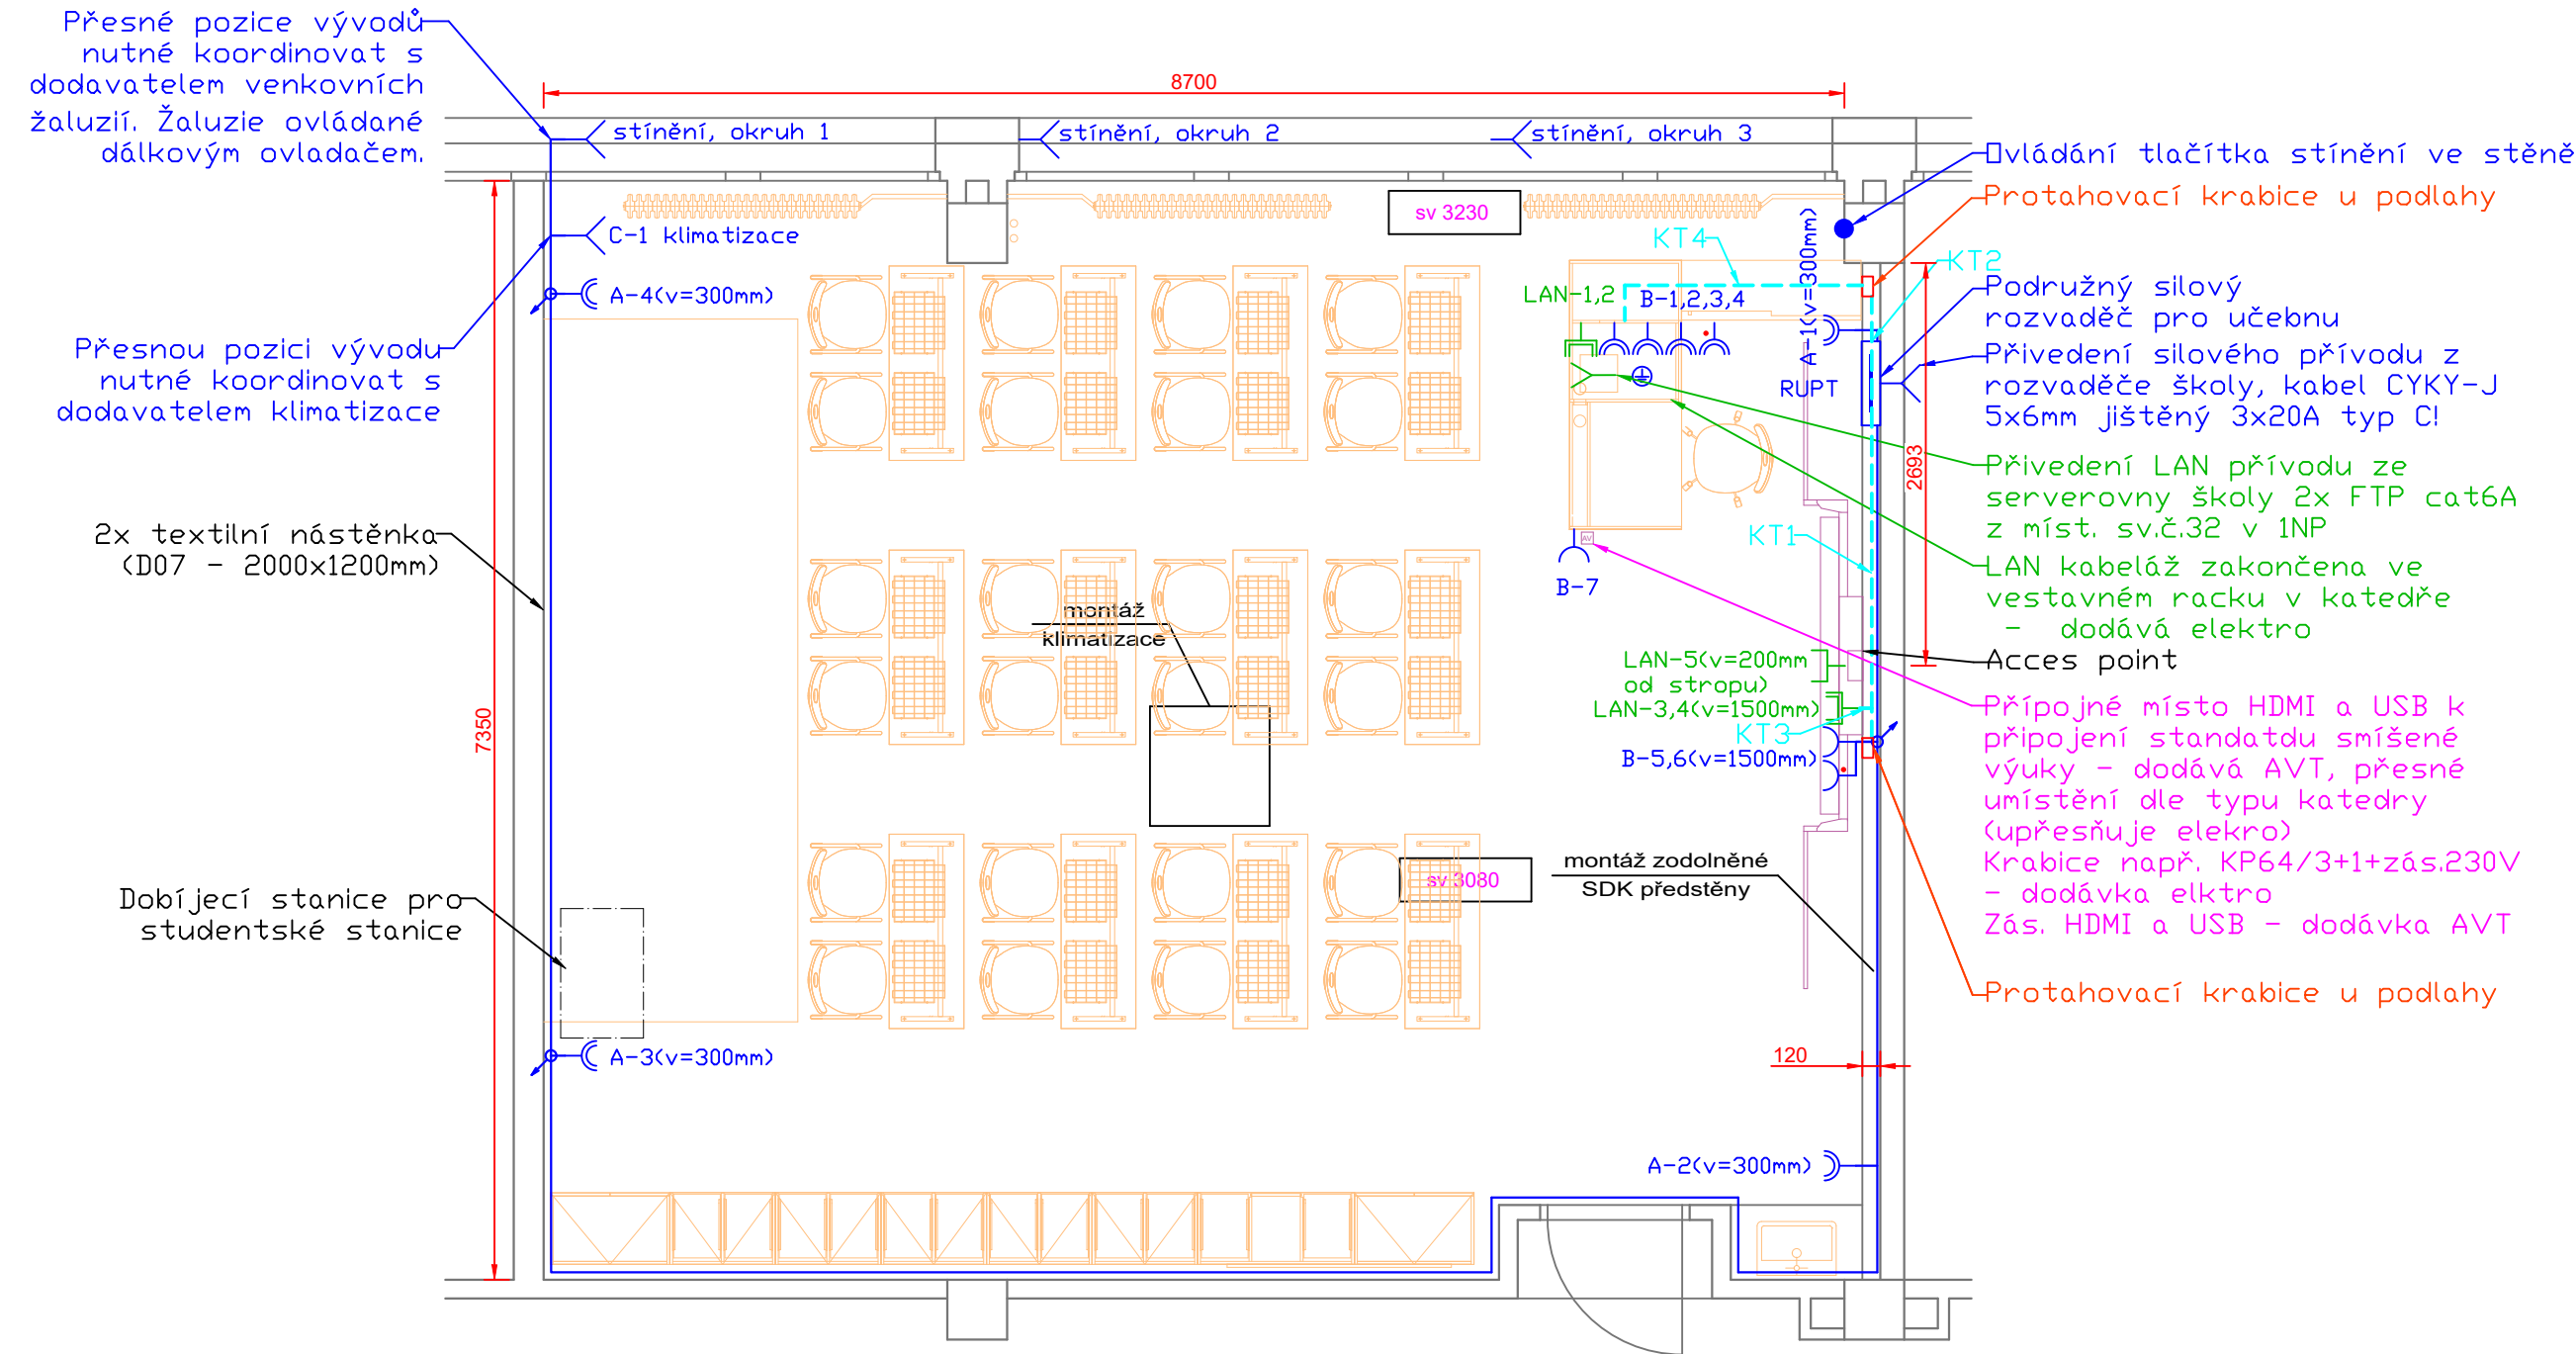 Přesné pozice vývodů
nutné koordinovat s
dodavatelem venkovních
žaluzií. Žaluzie ovládané
dálkovým ovladačem.
8700
stínění, okruh 1
stínění, okruh 2
stínění, okruh 3
Ovládání tlačítka stínění ve stěně
Protahovací krabice u podlahy
sv 3230
C-1 klimatizace
KT4
KT2
A-1(v=300mm)
A-4(v=300mm)
LAN-1,2
B-1,2,3,4
Podružný silový
rozvaděč pro učebnu
Přesnou pozici vývodu
nutné koordinovat s
dodavatelem klimatizace
RUPT
Přivedení silového přívodu z
rozvaděče školy, kabel CYKY-J
5x6mm jištěný 3x20A typ C!
2693
Přivedení LAN přívodu ze
serverovny školy 2x FTP cat6A
z míst. sv.č.32 v 1NP
2x textilní nástěnka
(D07 - 2000x1200mm)
KT1
AV
B-7
LAN kabeláž zakončena ve
vestavném racku v katedře
- dodává elektro
montáž
klimatizace
Acces point
LAN-5(v=200mm
od stropu)
LAN-3,4(v=1500mm)
KT3
B-5,6(v=1500mm)
7350
Přípojné místo HDMI a USB k
připojení standatdu smíšené
výuky - dodává AVT, přesné
umístění dle typu katedry
(upřesňuje elekro)
Krabice např. KP64/3+1+zás.230V
- dodávka elktro
Zás. HDMI a USB - dodávka AVT
montáž zodolněné
SDK předstěny
sv 3080
Dobíjecí stanice pro
studentské stanice
Protahovací krabice u podlahy
A-3(v=300mm)
120
A-2(v=300mm)